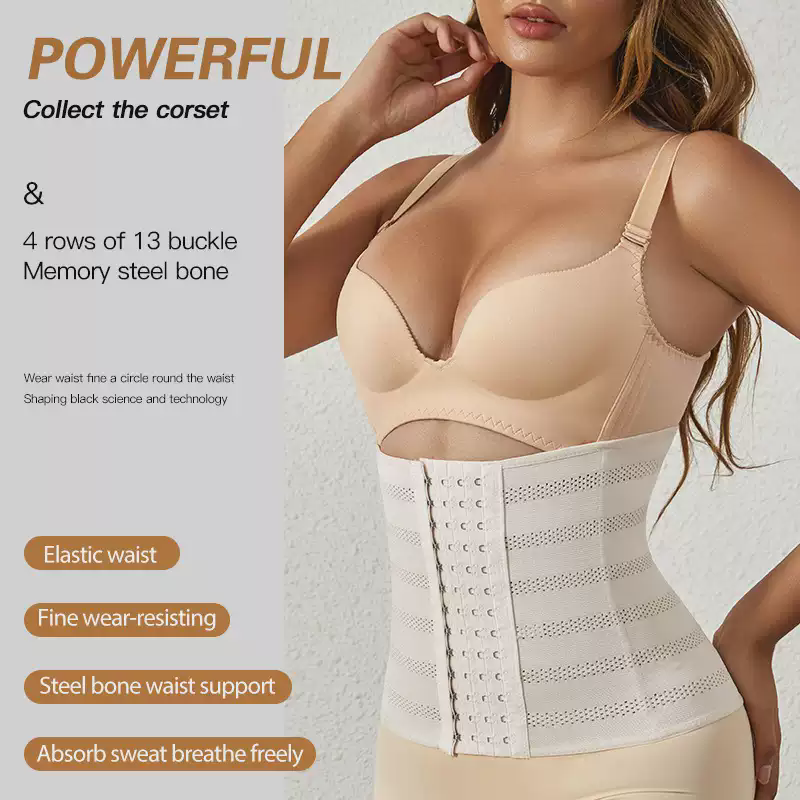 POWERFUL
Collect the corset
&
4 rows of 13 buckle
Memory steel bone
Wear waist fine a circle round the waist
Shaping black science and technology
Elastic waist
Fine wear-resisting
Steel bone waist support
Absorb sweat breathe freely